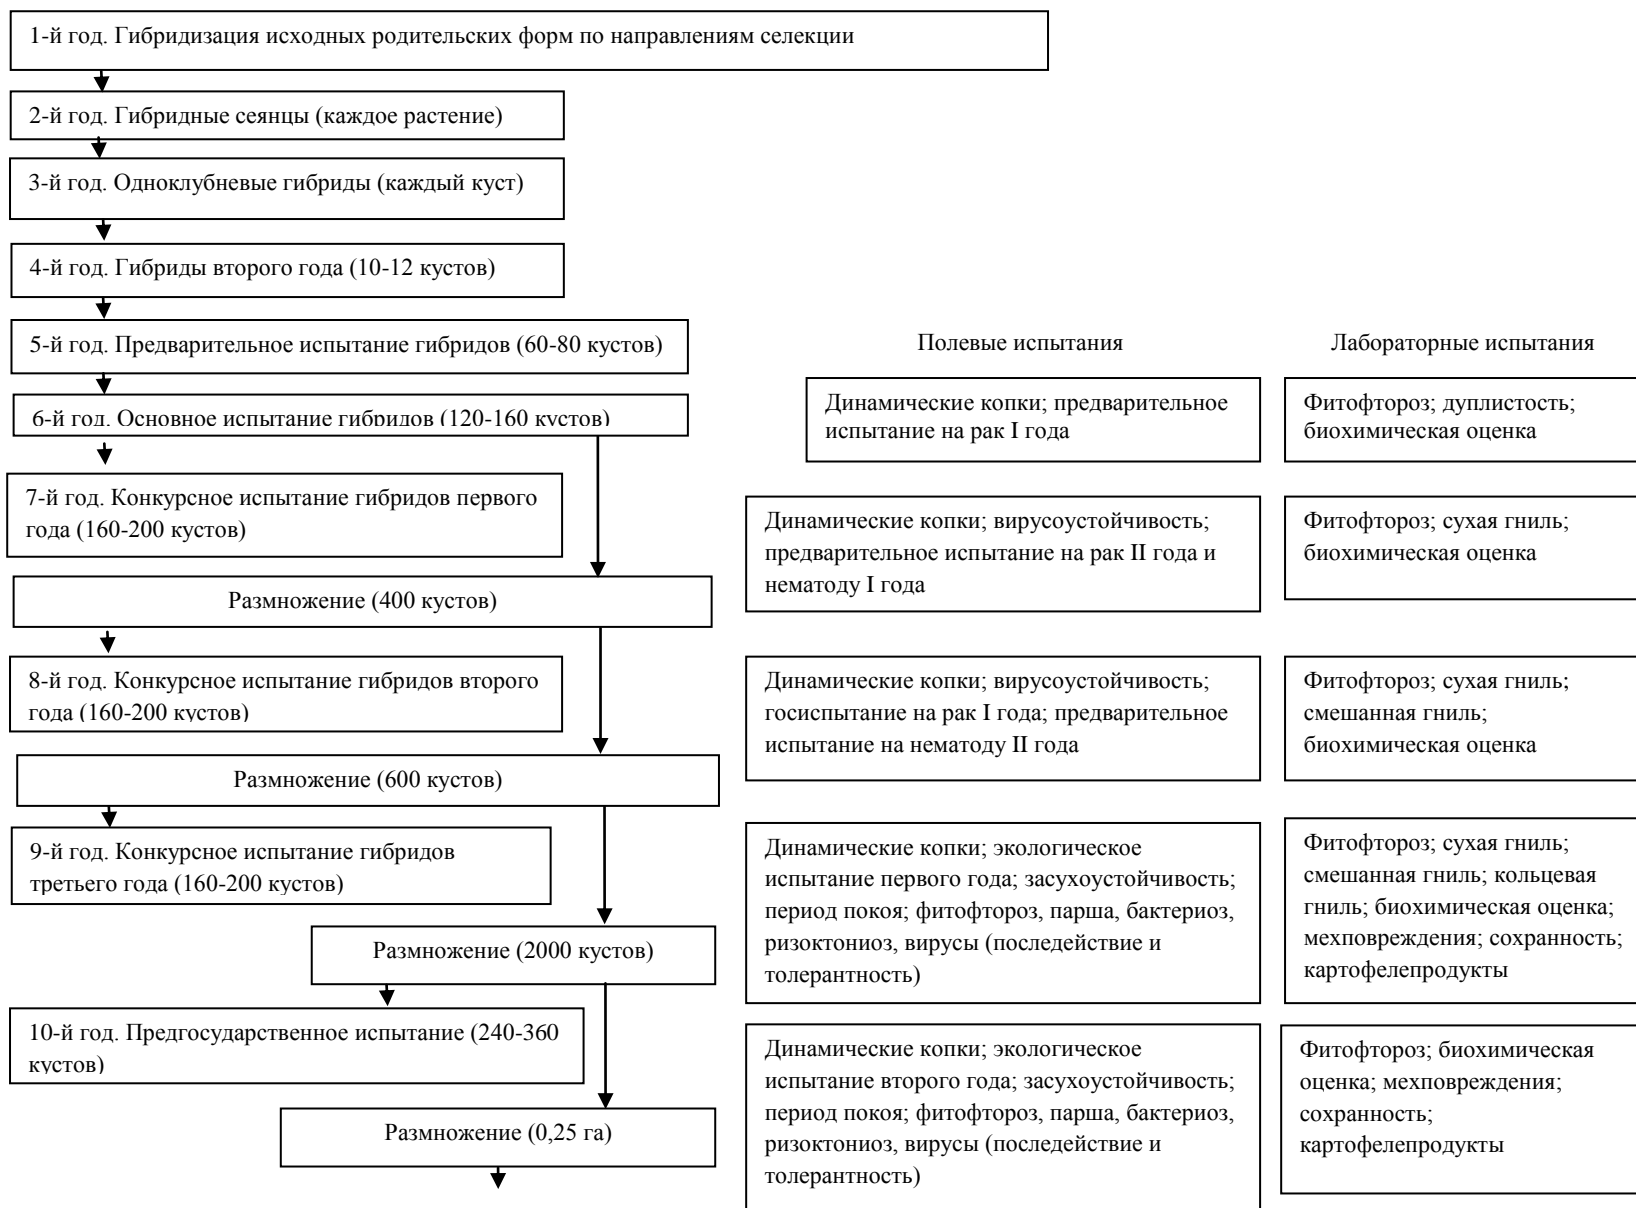 1-й год. Гибридизация исходных родительских форм по направлениям селекции
2-й год. Гибридные сеянцы (каждое растение)
3-й год. Одноклубневые гибриды (каждый куст)
4-й год. Гибриды второго года (10-12 кустов)
5-й год. Предварительное испытание гибридов (60-80 кустов)
Полевые испытания
Лабораторные испытания
6-й год. Основное испытание гибридов (120-160 кустов)
Динамические копки; предварительное
испытание на рак I года
Фитофтороз; дуплистость;
биохимическая оценка
7-й год. Конкурсное испытание гибридов первого
года (160-200 кустов)
Динамические копки; вирусоустойчивость;
предварительное испытание на рак II года и
нематоду I года
Фитофтороз; сухая гниль;
биохимическая оценка
Размножение (400 кустов)
8-й год. Конкурсное испытание гибридов второго
года (160-200 кустов)
Динамические копки; вирусоустойчивость;
госиспытание на рак I года; предварительное
испытание на нематоду II года
Фитофтороз; сухая гниль;
смешанная гниль;
биохимическая оценка
Размножение (600 кустов)
9-й год. Конкурсное испытание гибридов
третьего года (160-200 кустов)
Динамические копки; экологическое
испытание первого года; засухоустойчивость;
период покоя; фитофтороз, парша, бактериоз,
ризоктониоз, вирусы (последействие и
толерантность)
Фитофтороз; сухая гниль;
смешанная гниль; кольцевая
гниль; биохимическая оценка;
мехповреждения; сохранность;
картофелепродукты
Размножение (2000 кустов)
10-й год. Предгосударственное испытание (240-360
кустов)
Динамические копки; экологическое
испытание второго года; засухоустойчивость;
период покоя; фитофтороз, парша, бактериоз,
ризоктониоз, вирусы (последействие и
толерантность)
Фитофтороз; биохимическая
оценка; мехповреждения;
сохранность;
картофелепродукты
Размножение (0,25 га)